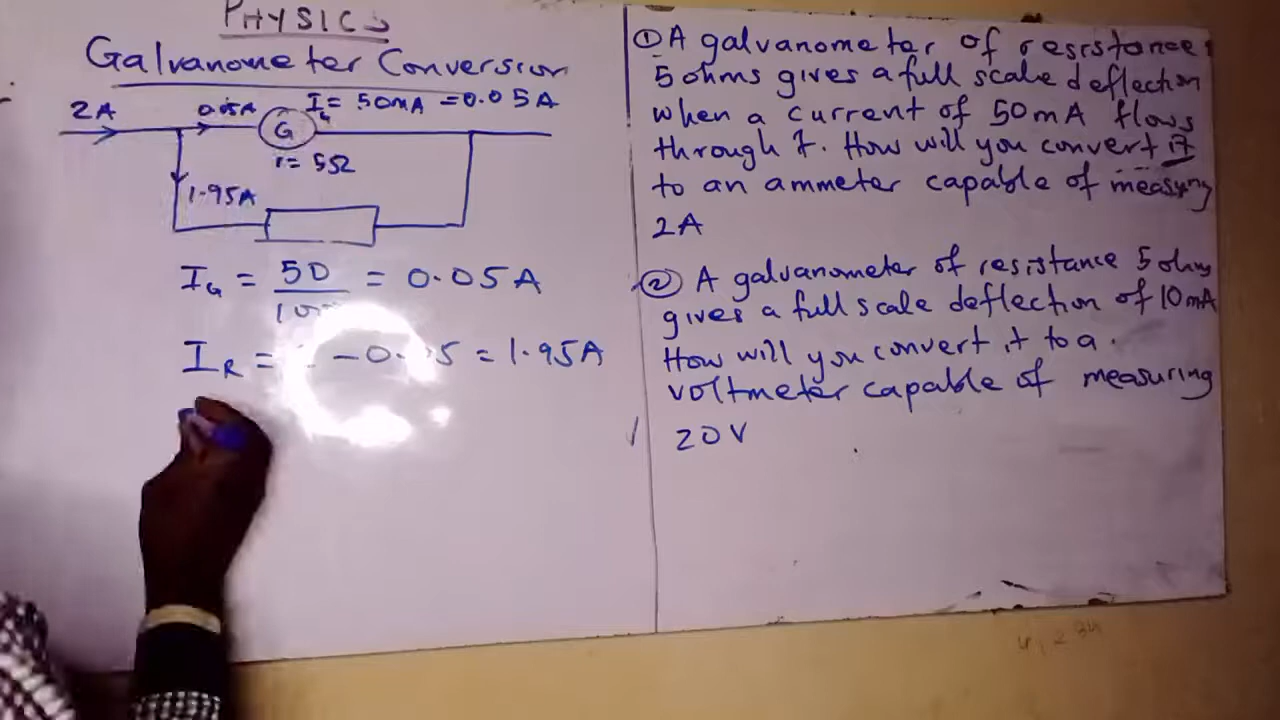 PHYSICS
Galvanometer Conversion
2A 0.05A IG = 50mA = 0.05A
G
r = 5Ω
1.95A
IG = 50 = 0.05A
IR = - 0. 5 = 1.95A
① A galvanometer of resistance
5 ohms gives a full scale deflection
when a current of 50mA flows
through it. How will you convert it
to an ammeter capable of measuring
2A
② A galvanometer of resistance 5 ohms
gives a full scale deflection of 10mA
How will you convert it to a
voltmeter capable of measuring
20V